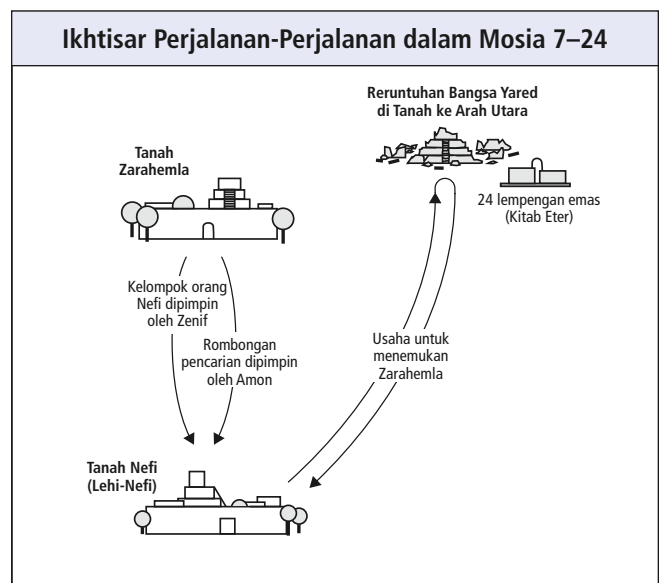 Ikhtisar Perjalanan-Perjalanan dalam Mosia 7–24
Reruntuhan Bangsa Yared
di Tanah ke Arah Utara
Tanah
Zarahemla
24 lempengan emas
(Kitab Eter)
Kelompok orang
Nefi dipimpin
oleh Zenif
Rombongan
pencarian dipimpin
oleh Amon
Usaha untuk
menemukan
Zarahemla
Tanah Nefi
(Lehi-Nefi)